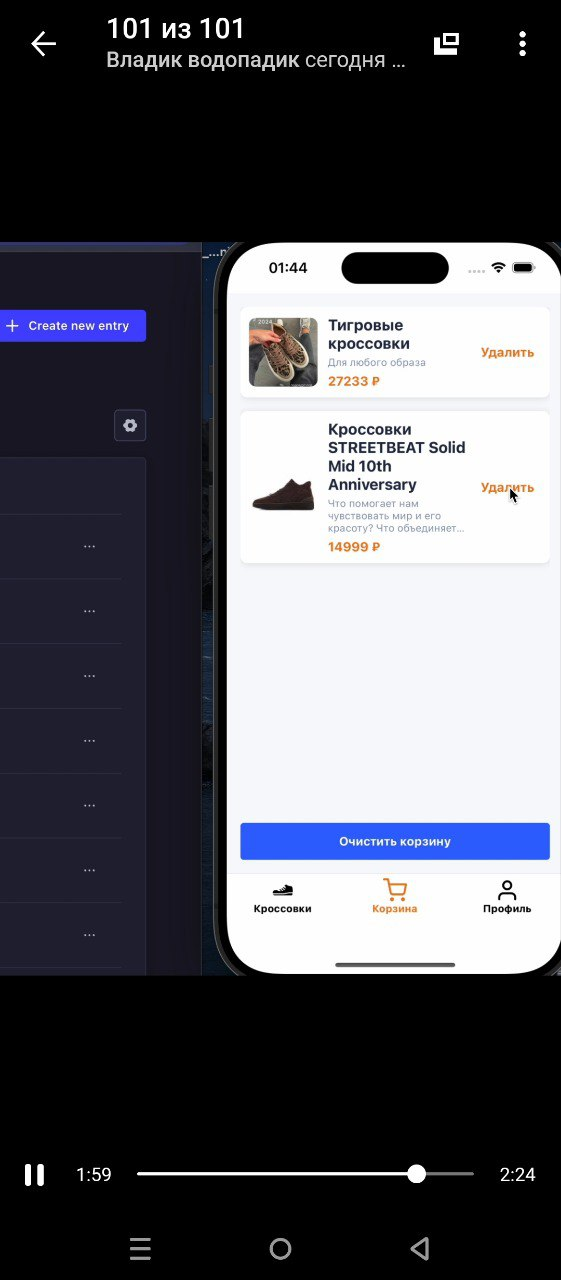 101 из 101
Владик водопадик сегодня ...
Create new entry
01:44
2024
Тигровые
кроссовки
Для любого образа
27233 ₽
Удалить
Кроссовки
STREETBEAT Solid
Mid 10th
Anniversary
Что помогает нам
чувствовать мир и его
красоту? Что объединяет...
14999 ₽
Удалить
Очистить корзину
Кроссовки
Корзина
Профиль
1:59
2:24